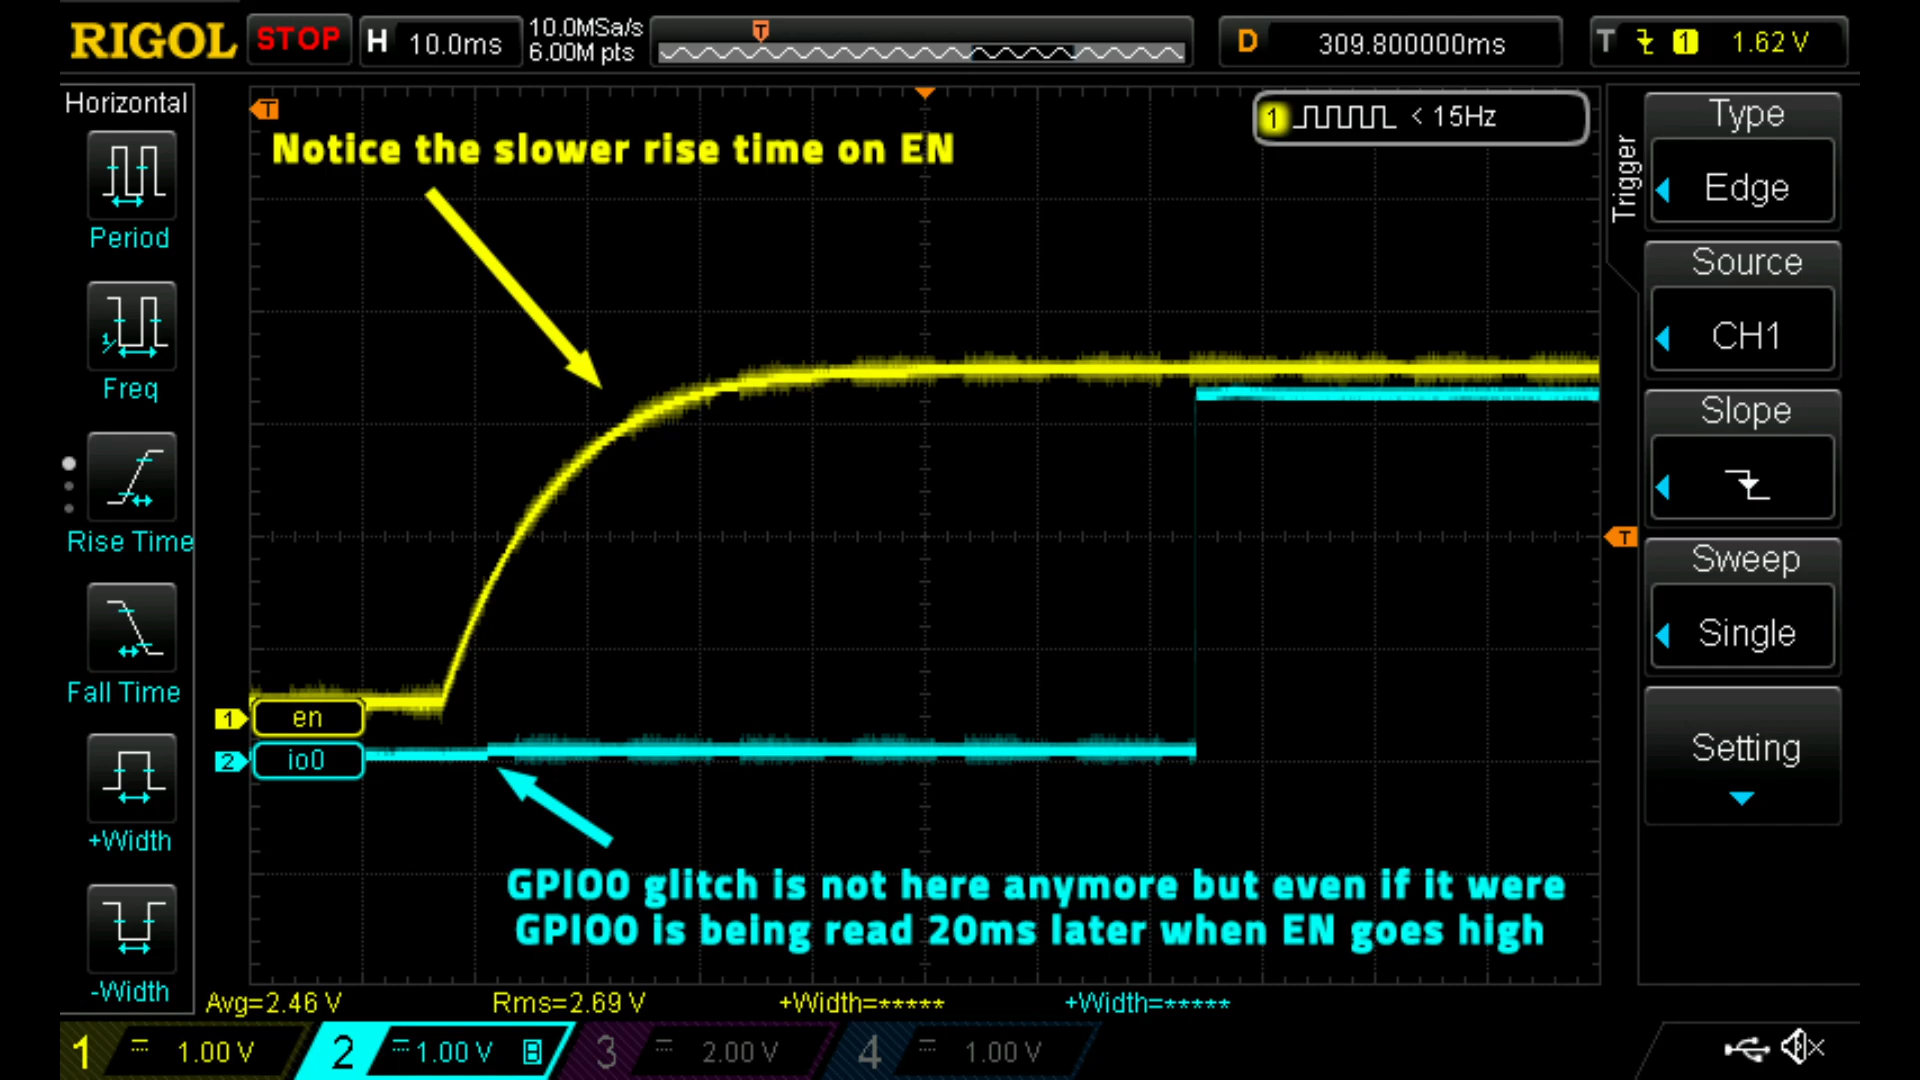 RIGOL STOP H 10.0ms 10.0MSa/s 6.00M pts T D 309.800000ms T 1 1.62 V
Horizontal
Period
Freq
Rise Time
Fall Time
+Width
-Width
T
Notice the slower rise time on EN
1 < 15Hz
1 en
2 io0
GPIO0 glitch is not here anymore but even if it were
GPIO0 is being read 20ms later when EN goes high
T
Trigger
Type
Edge
Source
CH1
Slope
Sweep
Single
Setting
Avg=2.46 V Rms=2.69 V +Width=***** +Width=*****
1 1.00 V 2 1.00 V B 3 2.00 V 4 1.00 V